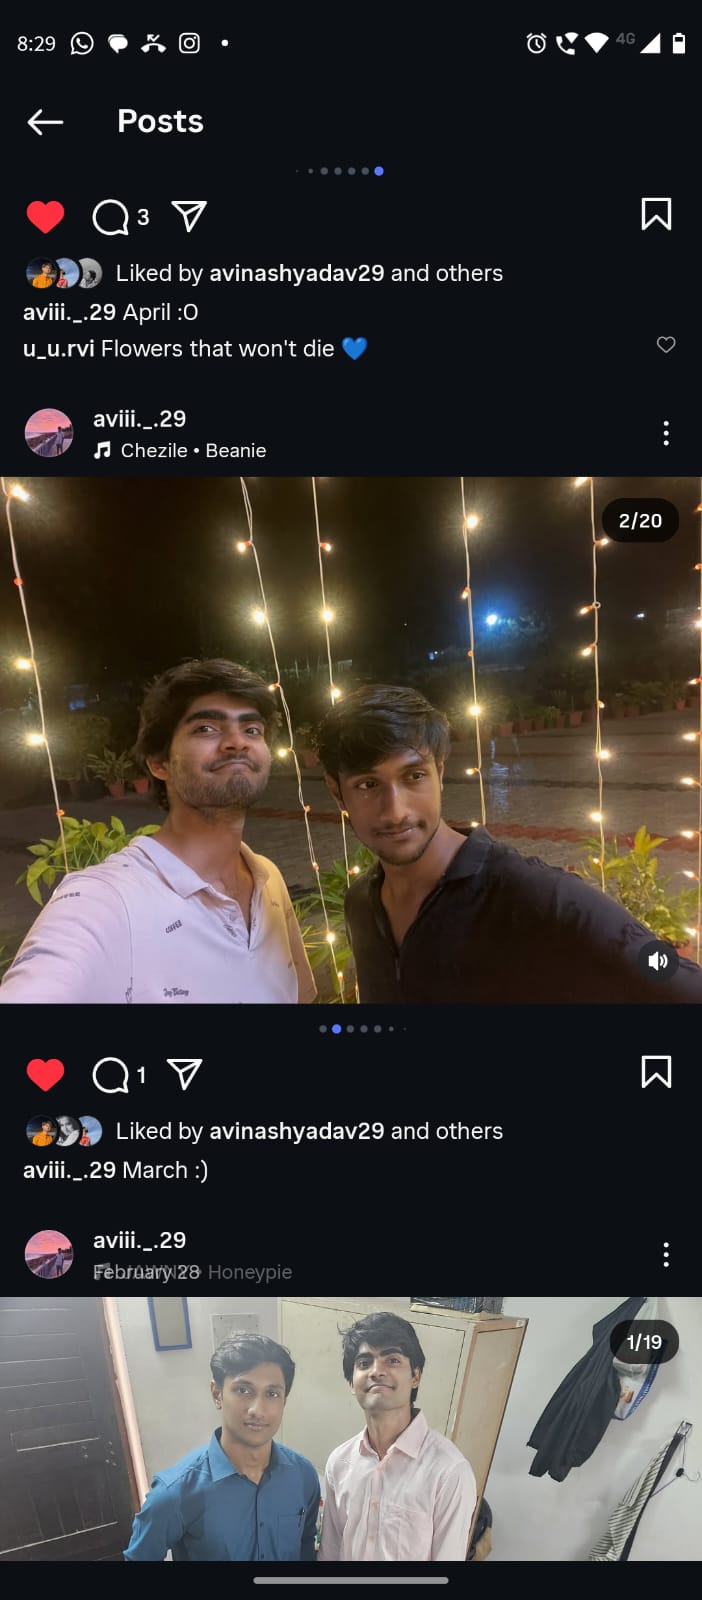 8:29
4G
Posts
3
Liked by avinashyadav29 and others
aviii._.29 April :O
u_u.rvi Flowers that won't die 💙
aviii._.29
Chezile • Beanie
2/20
COFFEE
1
Liked by avinashyadav29 and others
aviii._.29 March :)
aviii._.29
February 28 • Honeypie
1/19